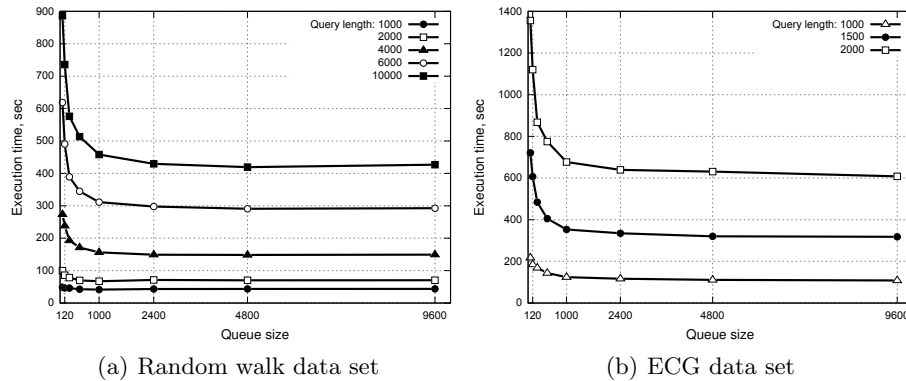 900
800
700
600
500
400
300
200
100
0
Execution time, sec
120 1000 2400 4800 9600
Queue size
Query length: 1000
2000
4000
6000
10000
(a) Random walk data set
1400
1200
1000
800
600
400
200
0
Execution time, sec
120 1000 2400 4800 9600
Queue size
Query length: 1000
1500
2000
(b) ECG data set